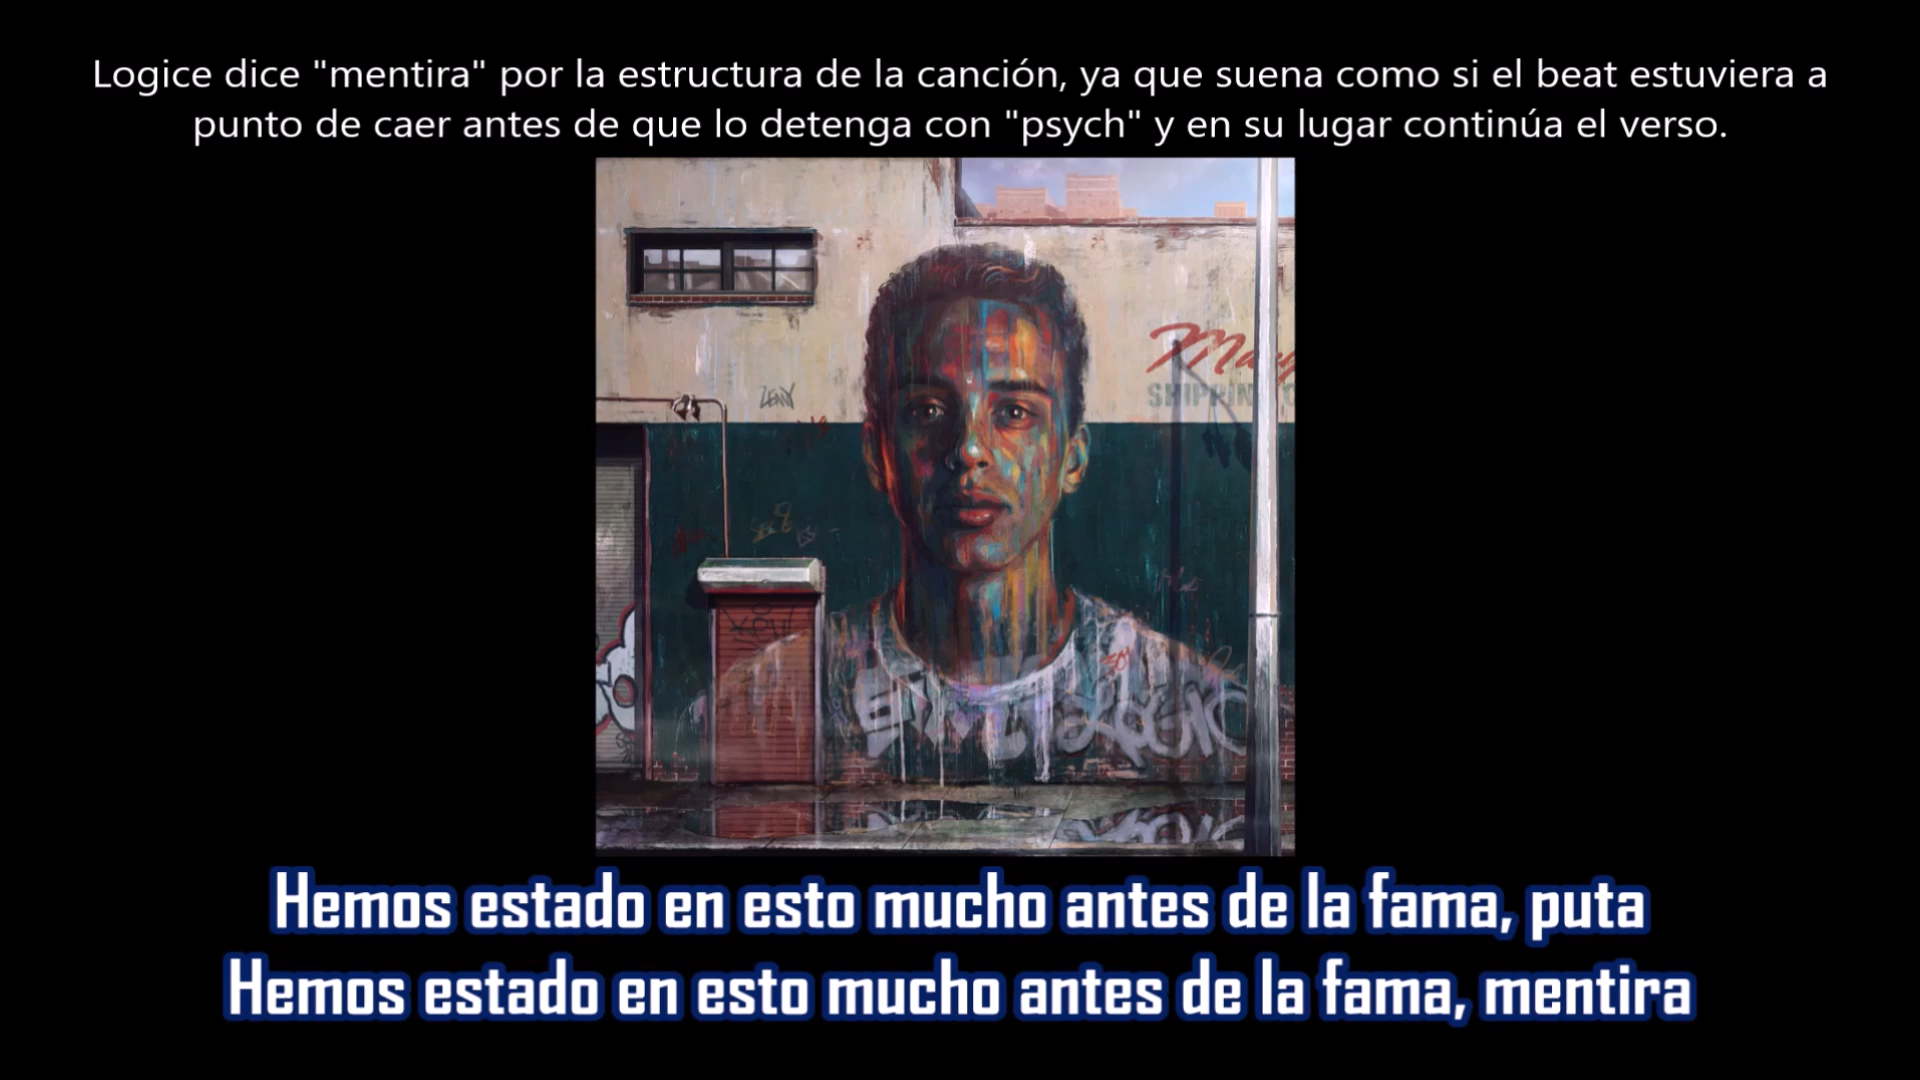 Logice dice "mentira" por la estructura de la canción, ya que suena como si el beat estuviera a
punto de caer antes de que lo detenga con "psych" y en su lugar continúa el verso.
ZENY
SHIPPIN
LOGIC
Hemos estado en esto mucho antes de la fama, puta
Hemos estado en esto mucho antes de la fama, mentira